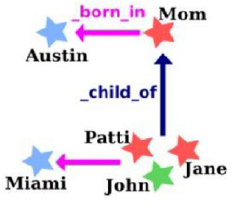 _born_in
Mom
Austin
_child_of
Patti
Jane
Miami
John